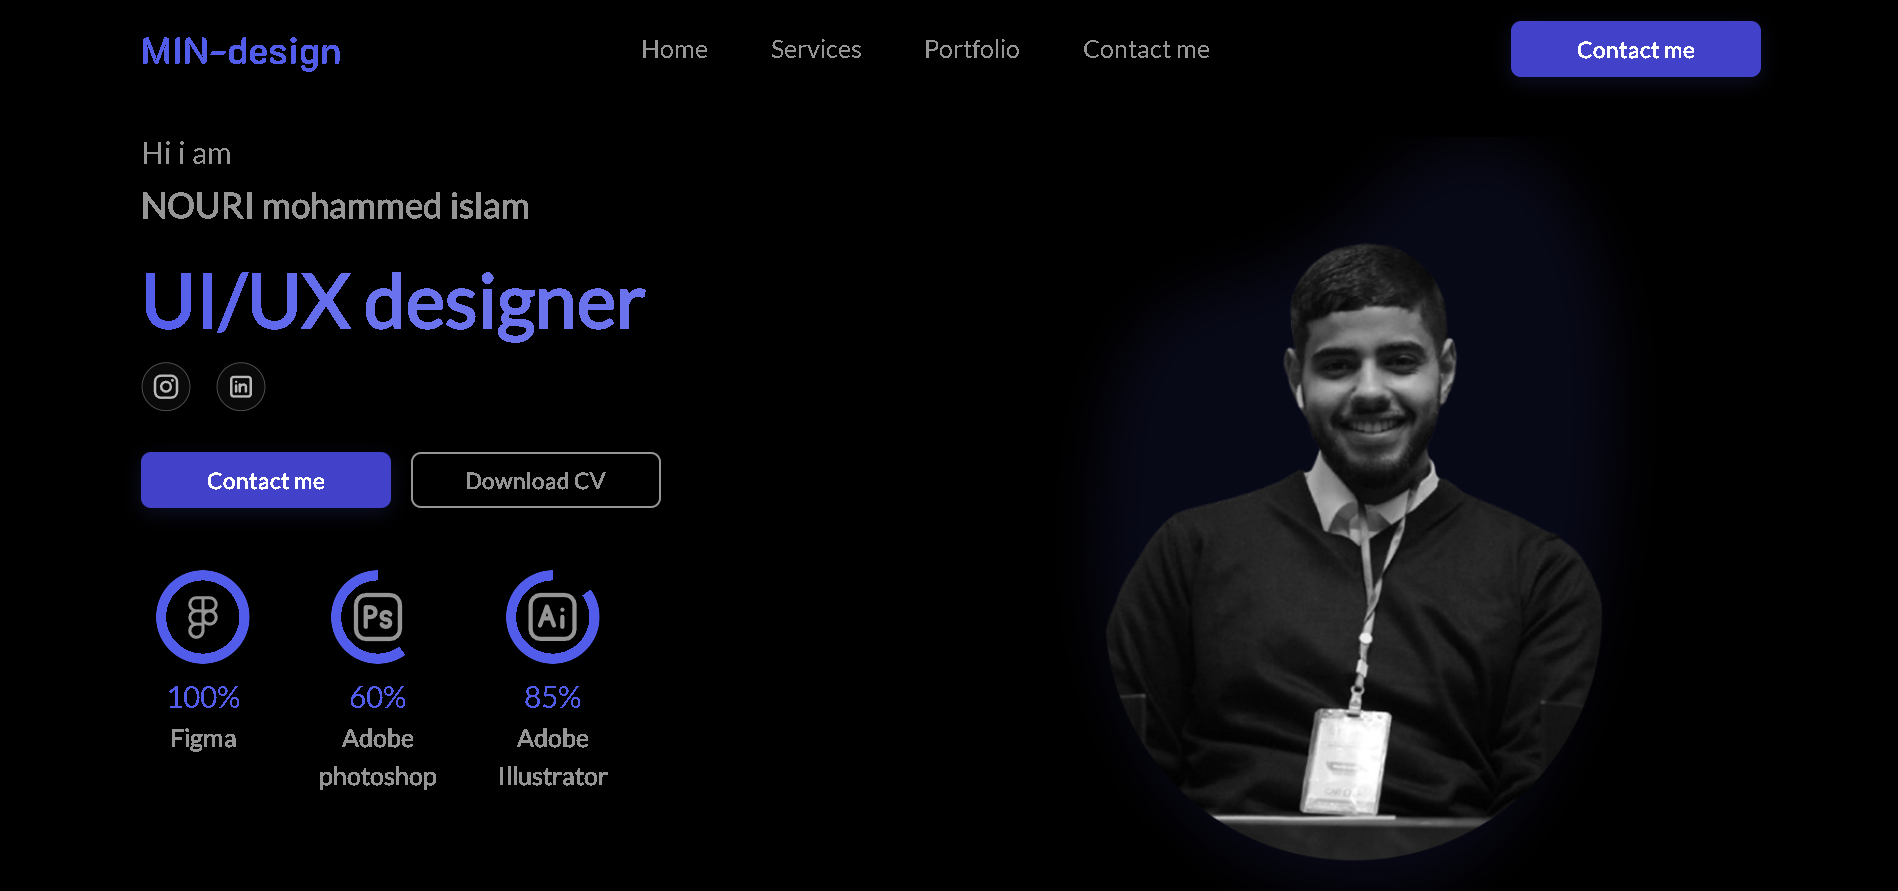 MIN-design
Home Services Portfolio Contact me
Contact me
Hi i am
NOURI mohammed islam
UI/UX designer
in
Contact me Download CV
Ps Ai
100% 60% 85%
Figma Adobe photoshop Adobe Illustrator